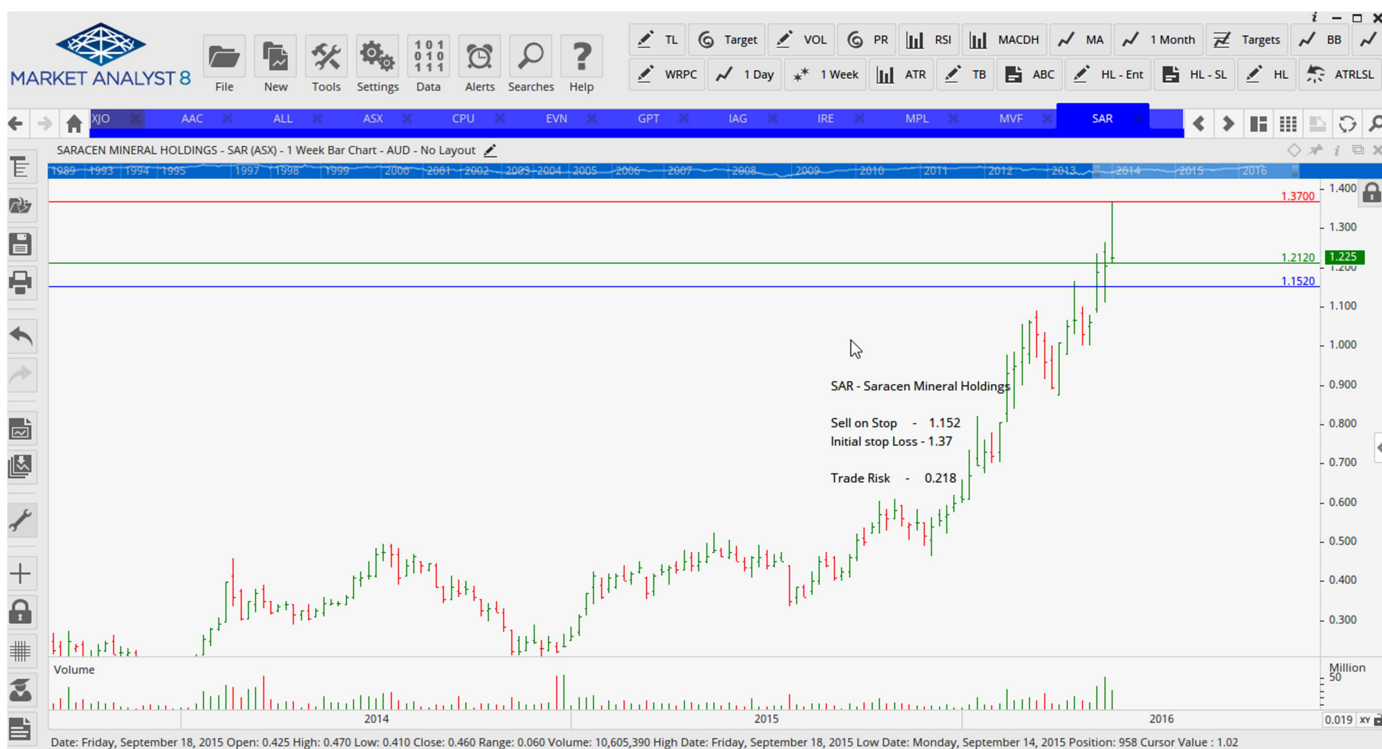 TL Target VOL PR RSI MACDH MA 1 Month Targets BB
MARKET ANALYST 8
101
010
111
File New Tools Settings Data Alerts Searches Help
WRPC 1 Day 1 Week ATR TB ABC HL - Ent HL - SL HL ATRLSL
XJO AAC ALL ASX CPU EVN GPT IAG IRE MPL MVF SAR
SARACEN MINERAL HOLDINGS - SAR (ASX) - 1 Week Bar Chart - AUD - No Layout
1989 1993 1994 1995 1997 1998 1999 2000 2001 2002 2003 2004 2005 2006 2007 2008 2009 2010 2011 2012 2013 2014 2015 2016
1.400
1.3700
1.300
1.2120 1.225
1.200
1.1520
1.100
1.000
0.900
0.800
0.700
0.600
0.500
0.400
0.300
SAR - Saracen Mineral Holdings
Sell on Stop - 1.152
Initial stop Loss - 1.37
Trade Risk - 0.218
Volume
Million
50
2014 2015 2016
0.019 XY
Date: Friday, September 18, 2015 Open: 0.425 High: 0.470 Low: 0.410 Close: 0.460 Range: 0.060 Volume: 10,605,390 High Date: Friday, September 18, 2015 Low Date: Monday, September 14, 2015 Position: 958 Cursor Value : 1.02